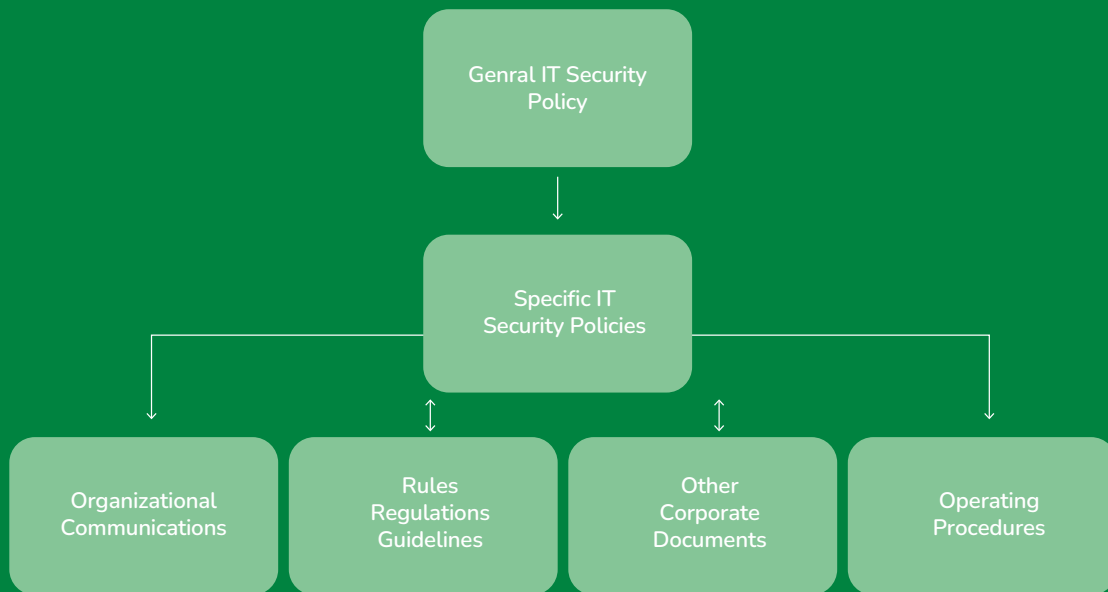 Genral IT Security
Policy
Specific IT
Security Policies
Organizational
Communications
Rules
Regulations
Guidelines
Other
Corporate
Documents
Operating
Procedures